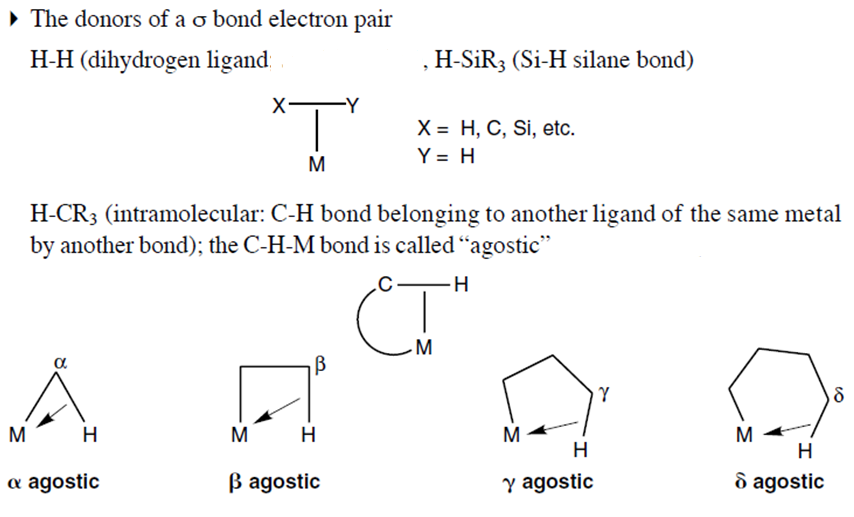 ▶ The donors of a σ bond electron pair
H-H (dihydrogen ligand: , H-SiR₃ (Si-H silane bond)
X Y
M
X = H, C, Si, etc.
Y = H
H-CR₃ (intramolecular: C-H bond belonging to another ligand of the same metal
by another bond); the C-H-M bond is called “agostic”
C H
M
α
M H
α agostic
β
M H
β agostic
γ
M
H
γ agostic
δ
M
H
δ agostic